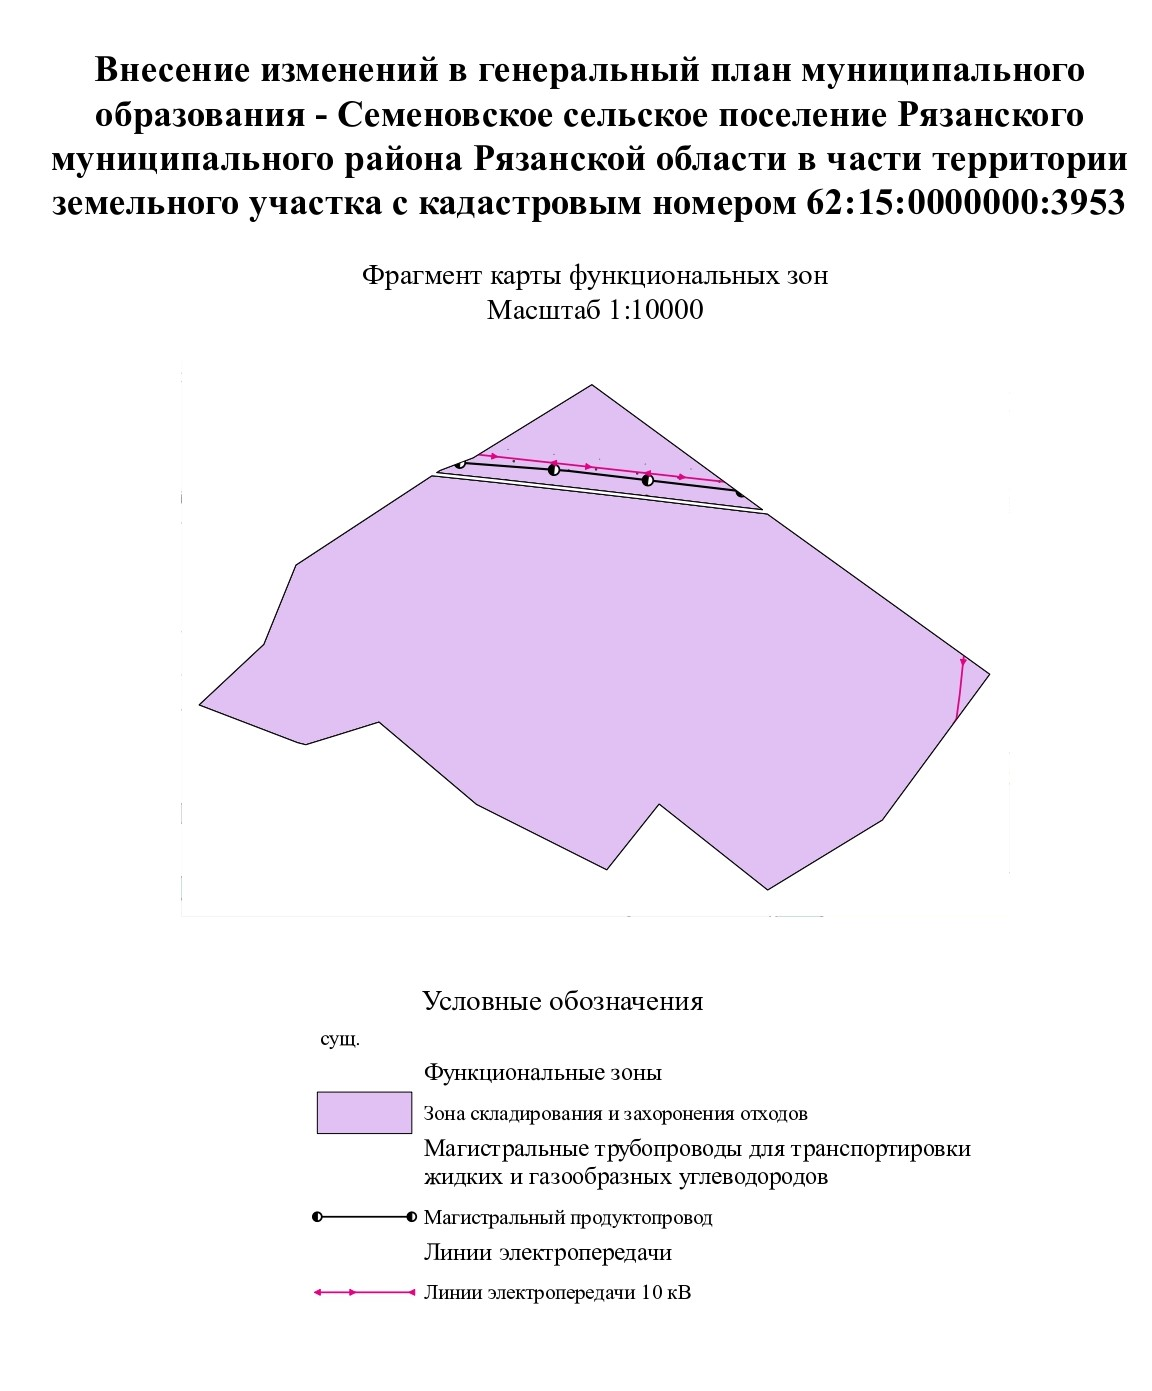 Внесение изменений в генеральный план муниципального
образования - Семеновское сельское поселение Рязанского
муниципального района Рязанской области в части территории
земельного участка с кадастровым номером 62:15:0000000:3953
Фрагмент карты функциональных зон
Масштаб 1:10000
Условные обозначения
сущ.
Функциональные зоны
Зона складирования и захоронения отходов
Магистральные трубопроводы для транспортировки
жидких и газообразных углеводородов
Магистральный продуктопровод
Линии электропередачи
Линии электропередачи 10 кВ